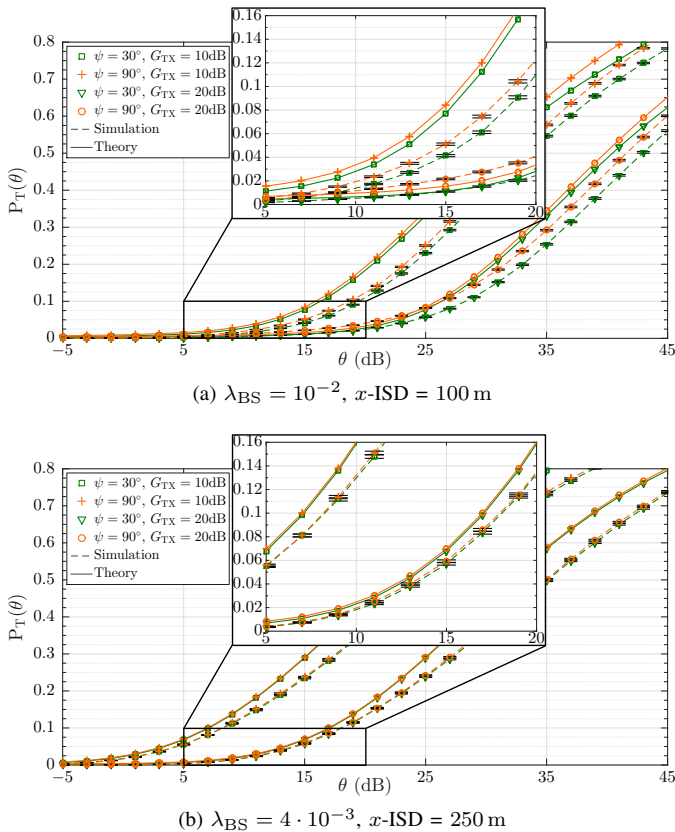 0.16
0.14
0.12
0.1
0.08
0.06
0.04
0.02
0
5 10 15 20
0.8
0.7
0.6
0.5
0.4
0.3
0.2
0.1
0
P_T(θ)
ψ = 30°, G_TX = 10dB
ψ = 90°, G_TX = 10dB
ψ = 30°, G_TX = 20dB
ψ = 90°, G_TX = 20dB
Simulation
Theory
−5 5 15 25 35 45
θ (dB)
(a) λ_BS = 10⁻², x-ISD = 100 m
0.16
0.14
0.12
0.1
0.08
0.06
0.04
0.02
0
5 10 15 20
0.8
0.7
0.6
0.5
0.4
0.3
0.2
0.1
0
P_T(θ)
ψ = 30°, G_TX = 10dB
ψ = 90°, G_TX = 10dB
ψ = 30°, G_TX = 20dB
ψ = 90°, G_TX = 20dB
Simulation
Theory
−5 5 15 25 35 45
θ (dB)
(b) λ_BS = 4 · 10⁻³, x-ISD = 250 m